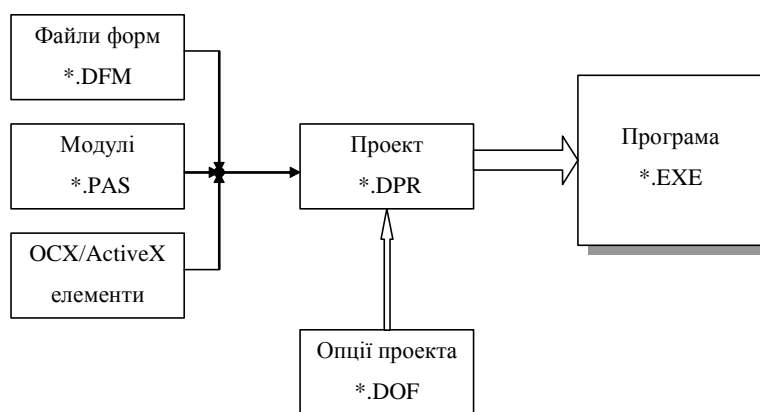 Файли форм
*.DFM
Модулі
*.PAS
OCX/ActiveX
елементи
Проект
*.DPR
Опції проекта
*.DOF
Програма
*.EXE